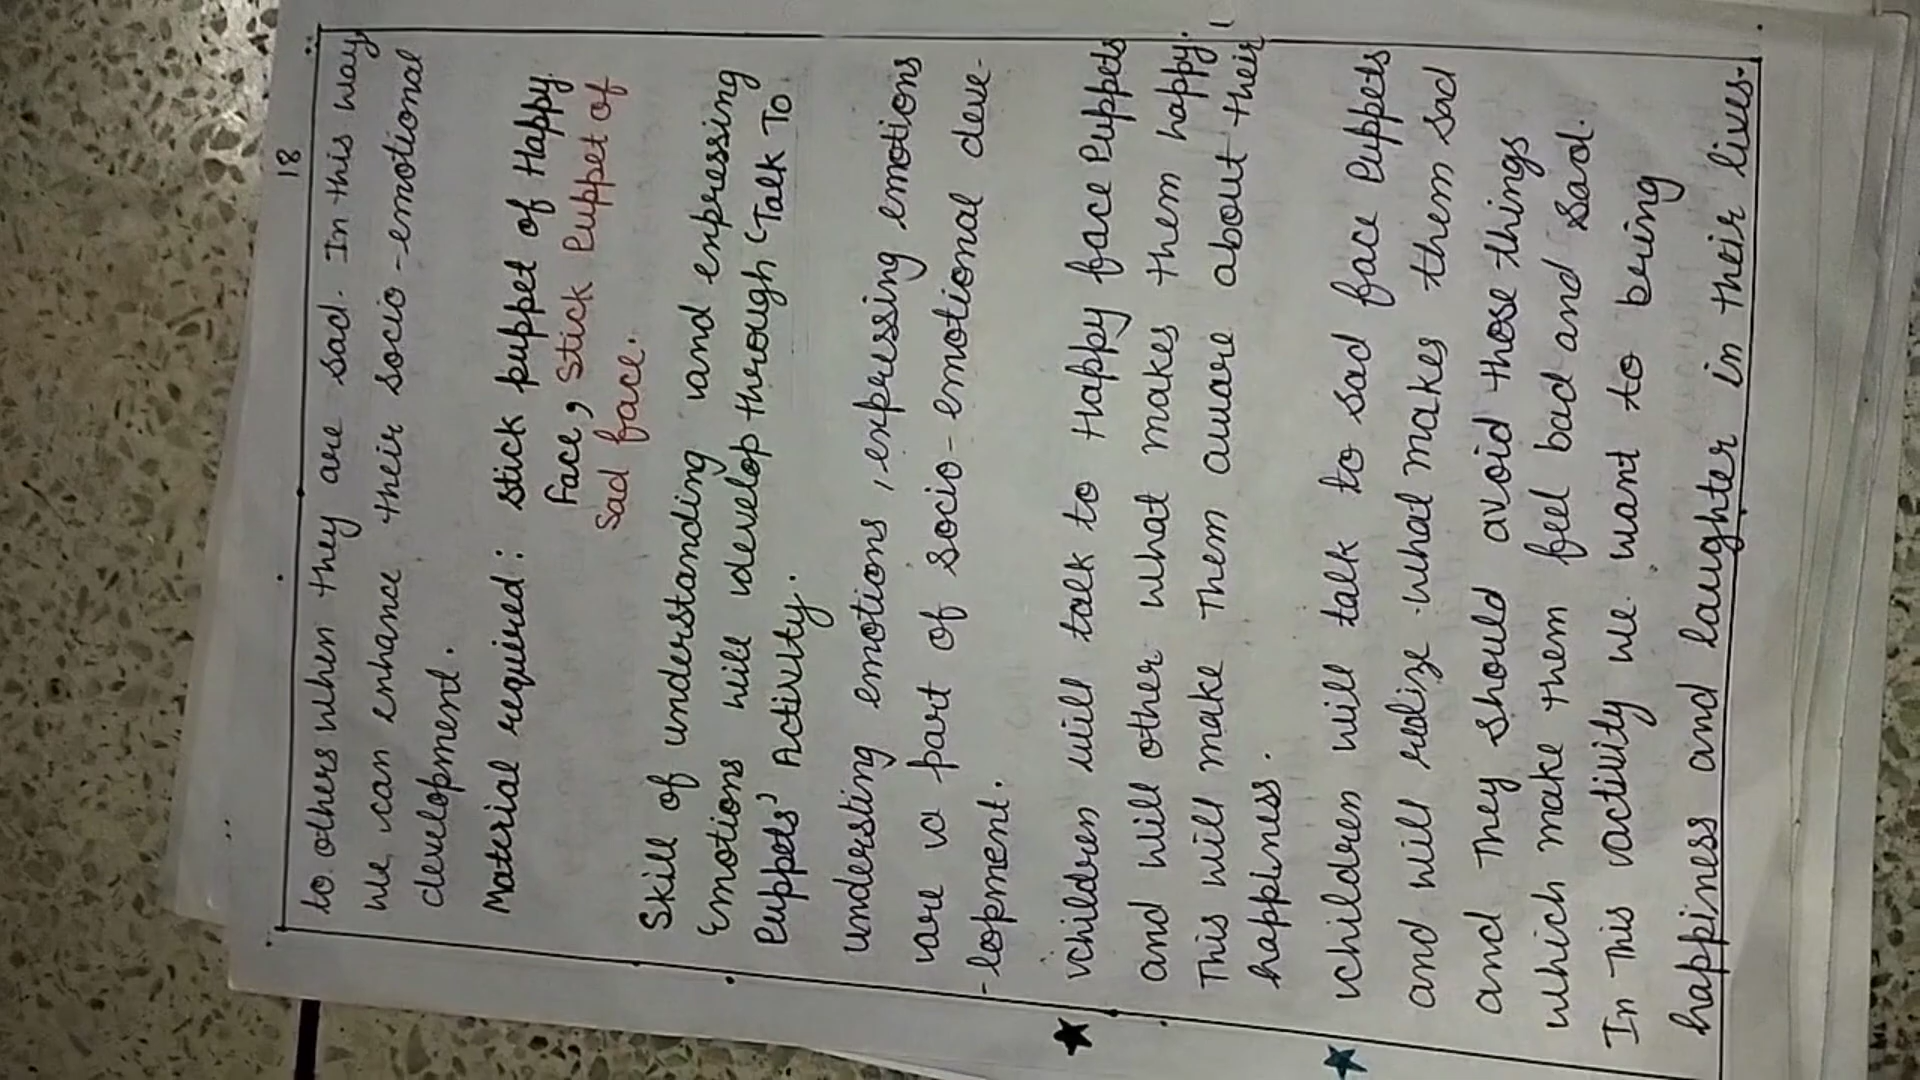 18
to others when they are sad. In this way
we can enhance their socio-emotional
development.
Material required: stick puppet of Happy
Face, Stick Puppet of
Sad face.
Skill of understanding and expressing
Emotions will develop through 'Talk To
Puppets' Activity.
understing emotions, expressing emotions
are a part of socio-emotional deve-
-lopment.
★ children will talk to Happy face Puppets
and will other what makes them happy.
This will make them aware about their
happiness.
★ children will talk to sad face Puppets
and will realize what makes them sad
and they should avoid those things
which make them feel bad and sad.
In this activity we want to bring
happiness and laughter in their lives.